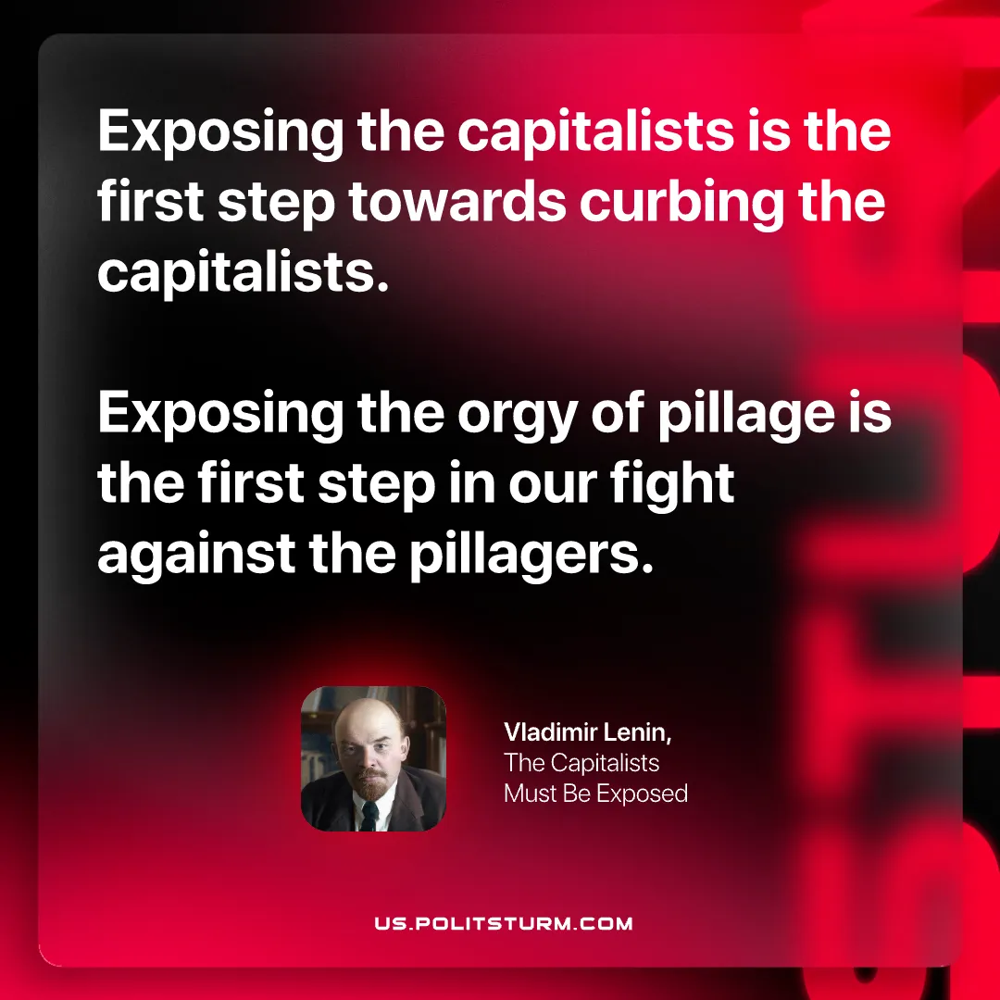 Exposing the capitalists is the
first step towards curbing the
capitalists.
Exposing the orgy of pillage is
the first step in our fight
against the pillagers.
Vladimir Lenin,
The Capitalists
Must Be Exposed
US.POLITSTURM.COM